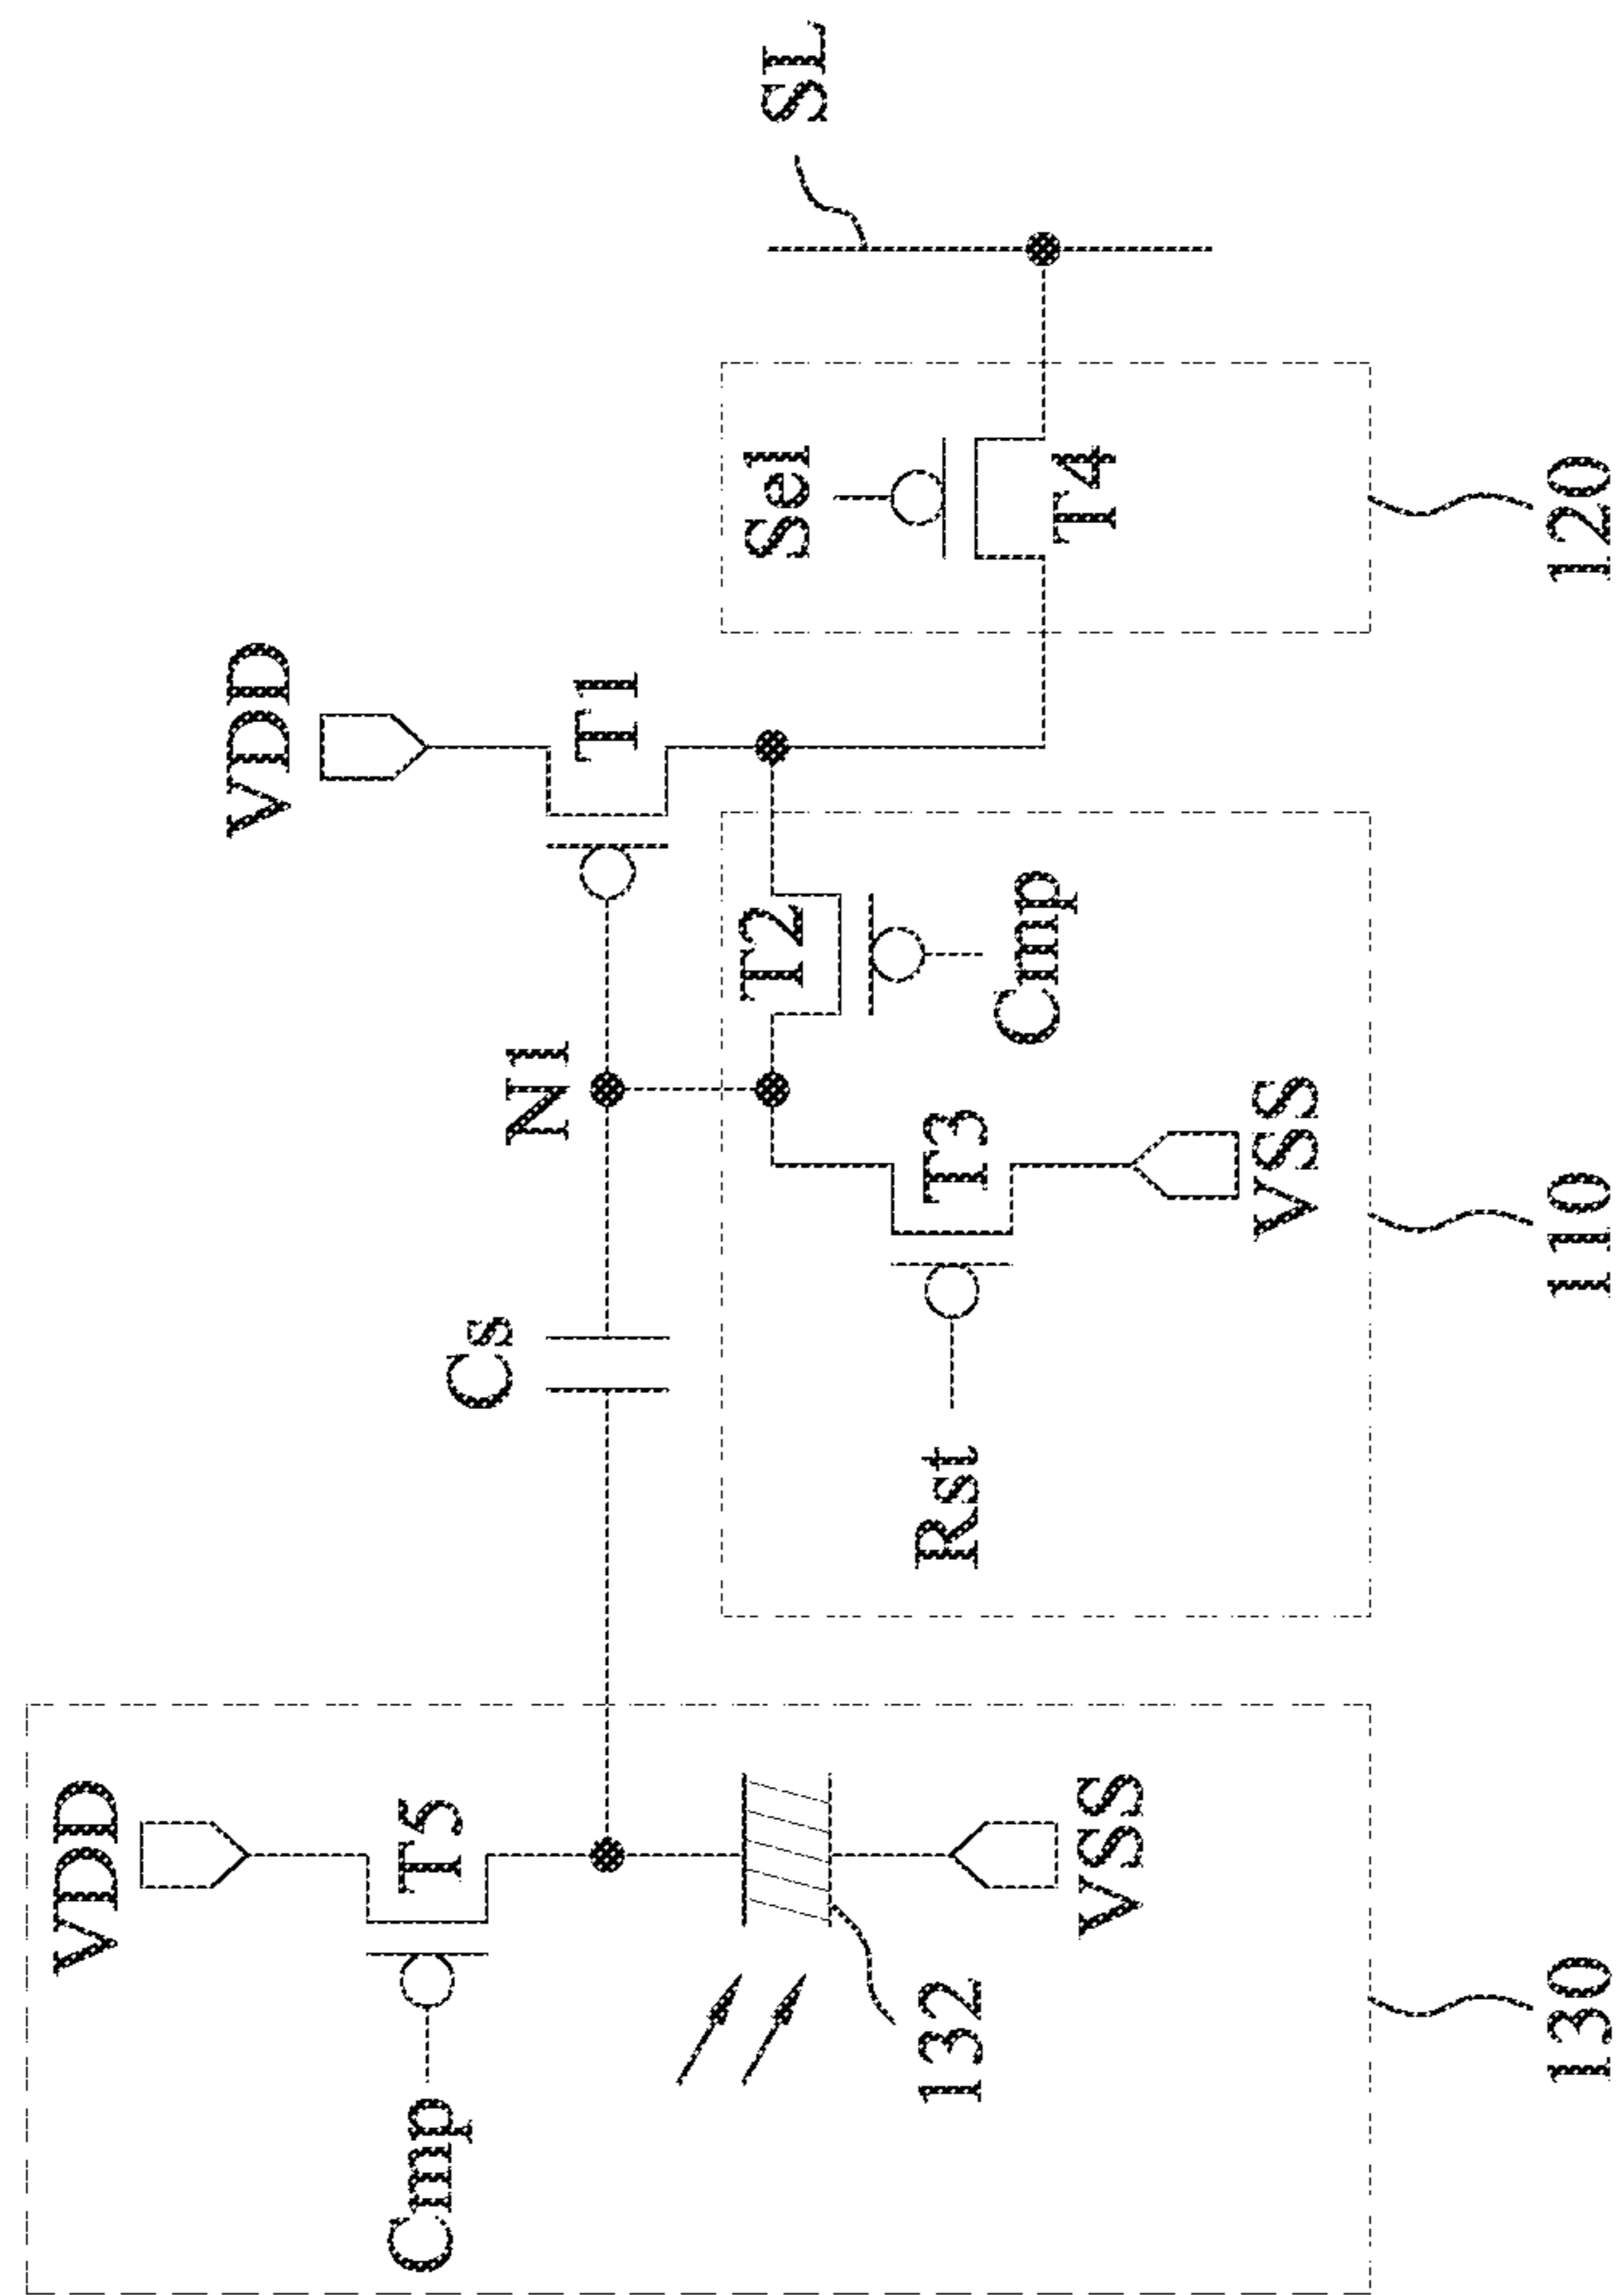 VDD
VDD
Cmp
T5
Cs
N1
T1
T2
Sel
SL
132
Rst
T3
Cmp
T4
VSS
VSS
130
110
120